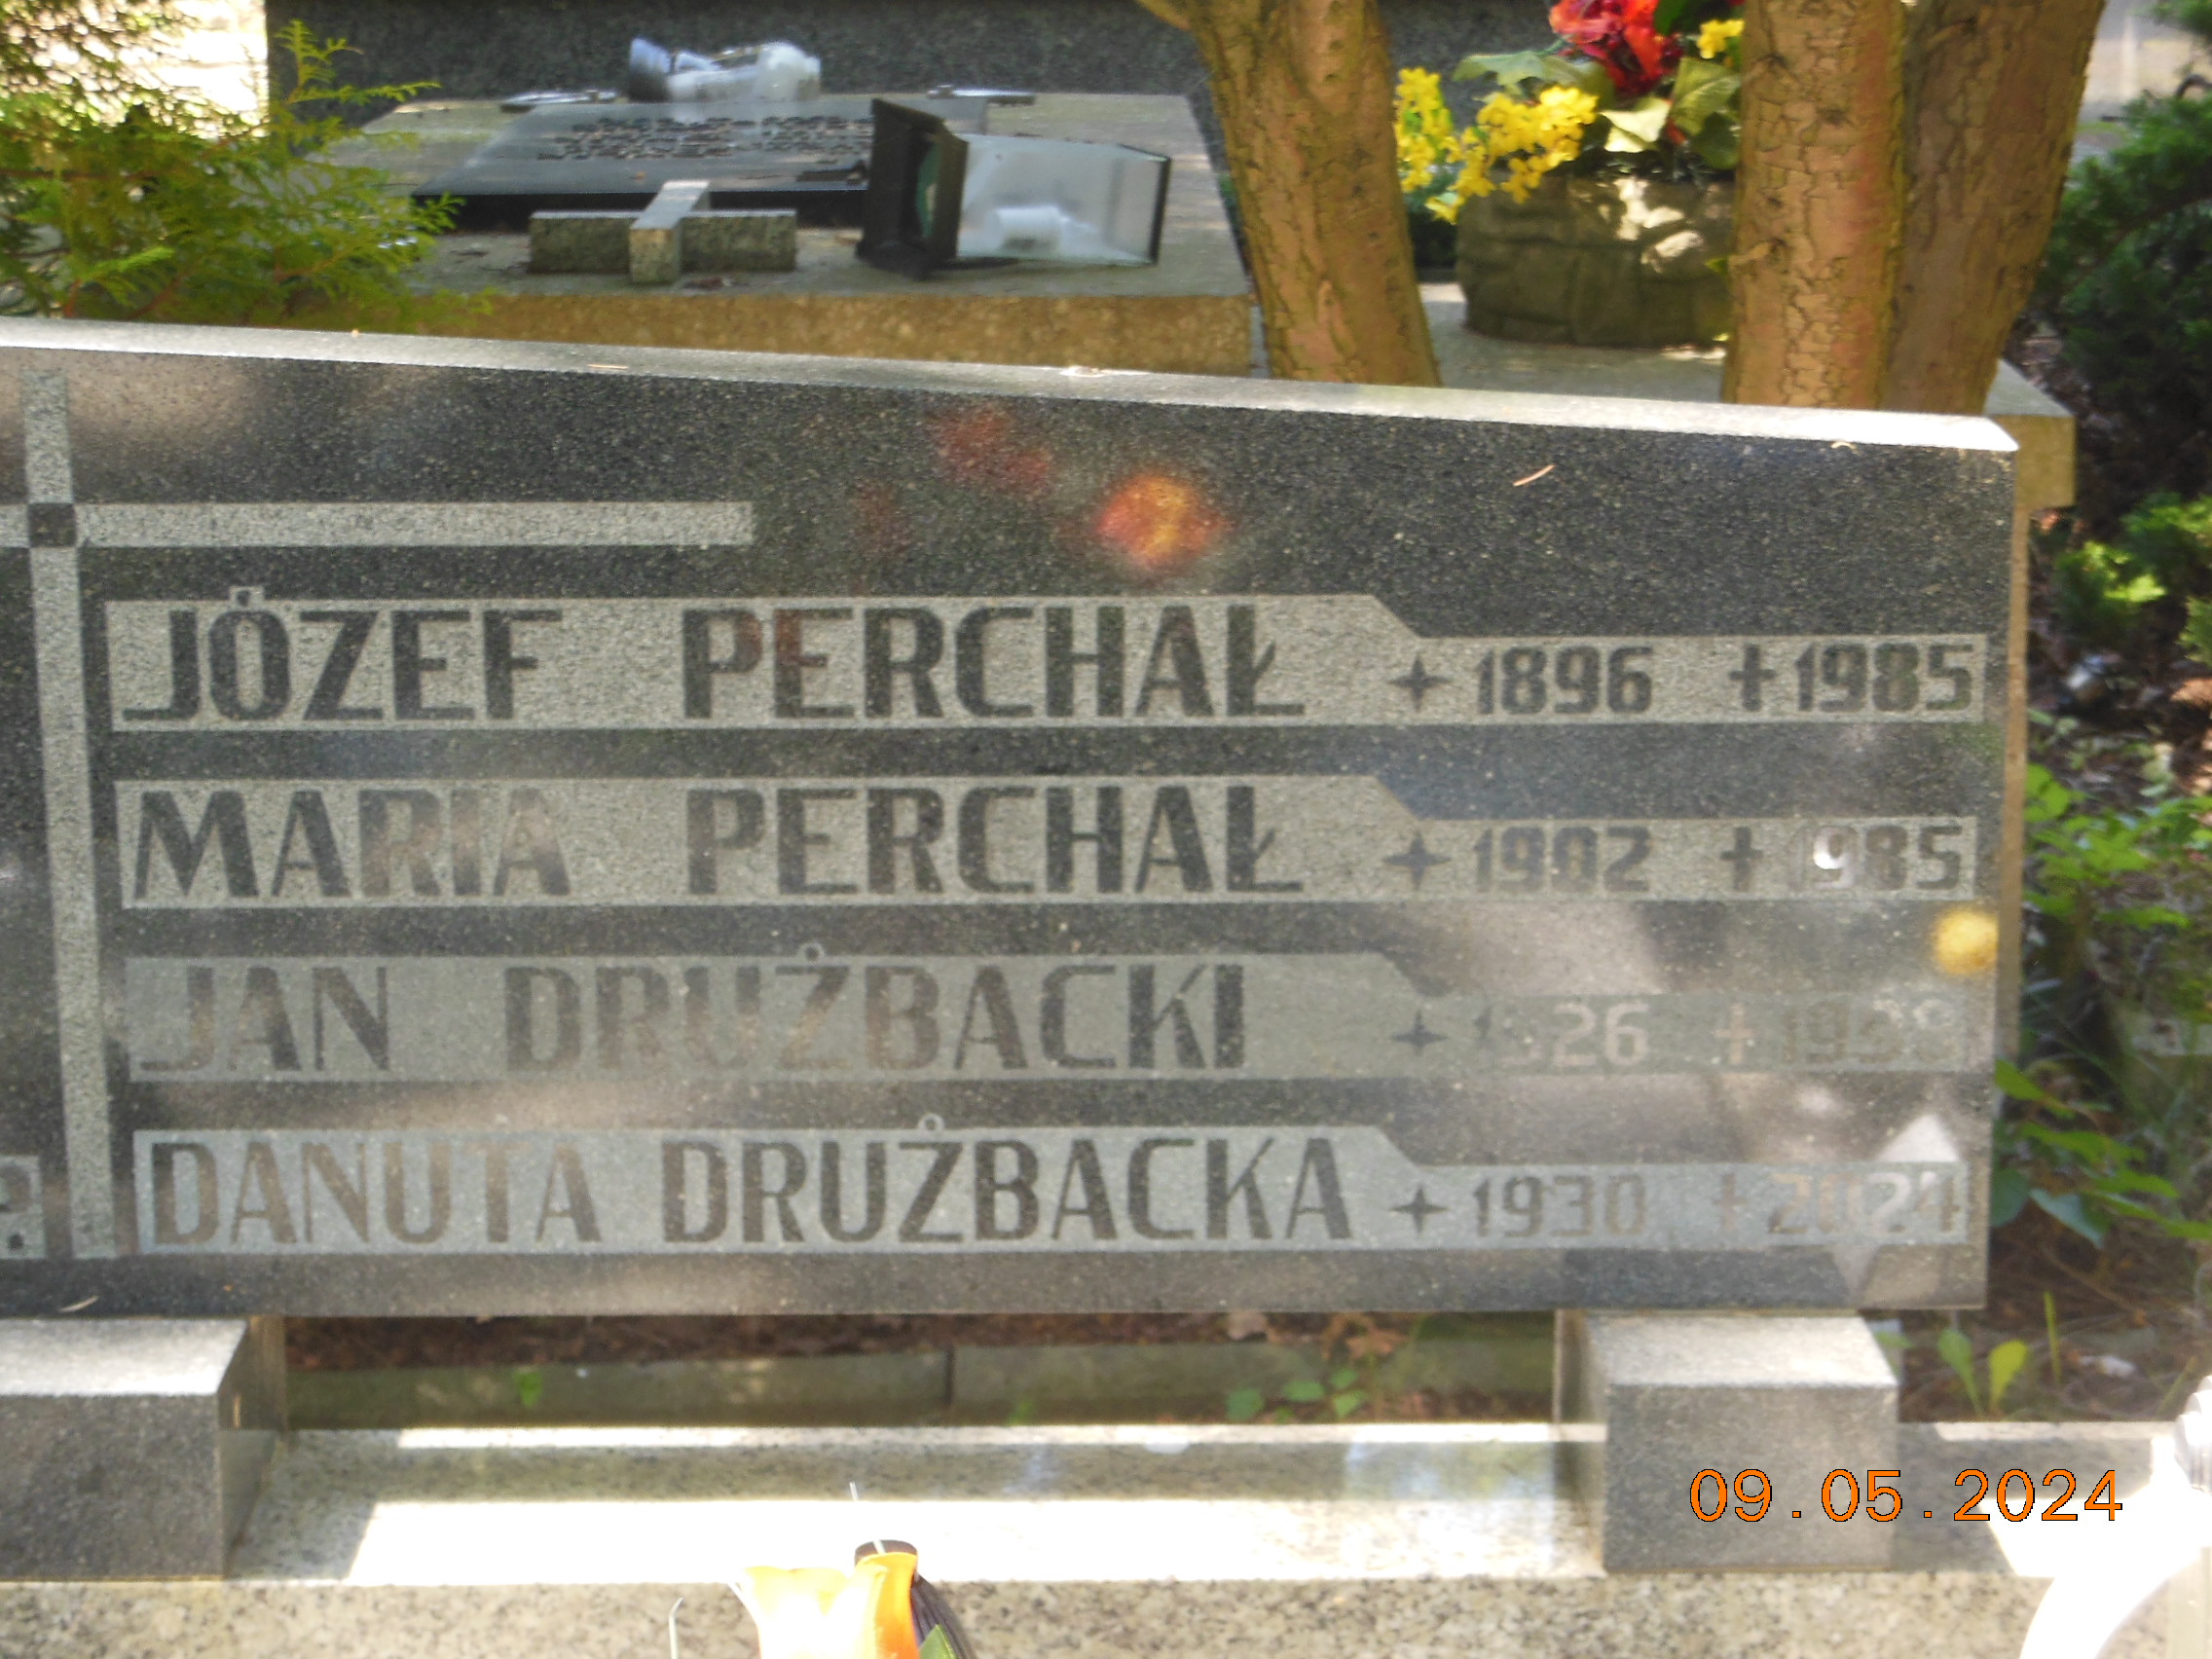 JÓZEF PERCHAŁ ✦ 1896 ✝ 1985
MARIA PERCHAŁ ✦ 1902 ✝ 1985
JAN DRUŻBACKI ✦ ✝
DANUTA DRUŻBACKA ✦ 1930 ✝ 2024
09.05.2024